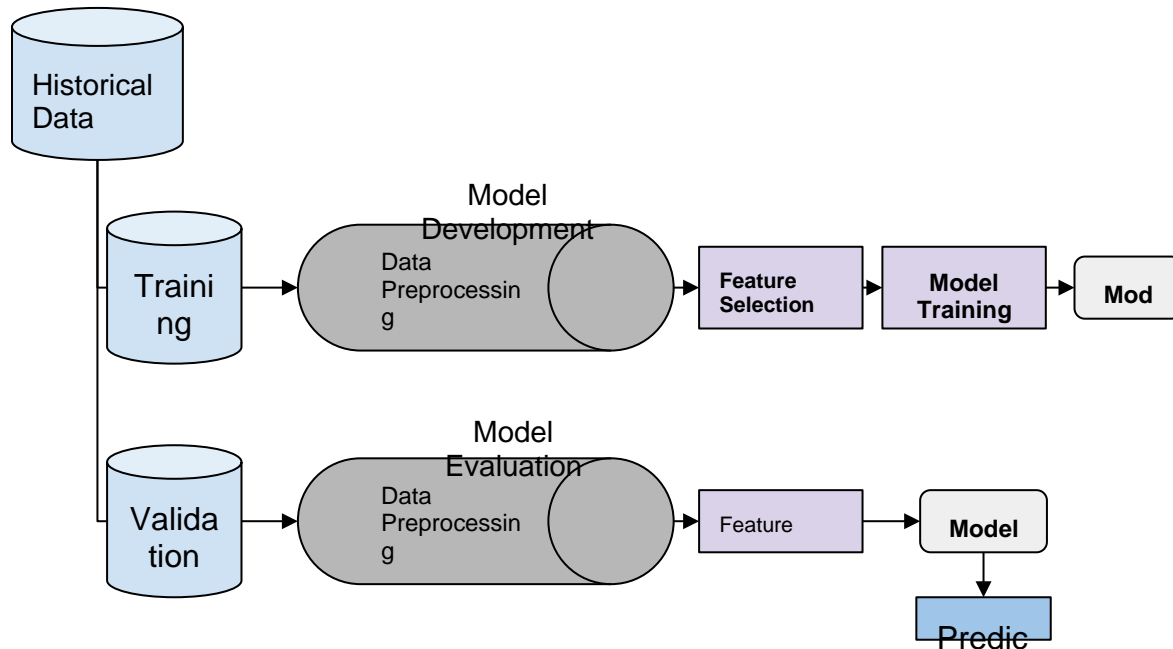 Historical
Data
Model
Development
Traini
ng
Data
Preprocessin
g
Feature
Selection
Model
Training
Mod
Model
Evaluation
Valida
tion
Data
Preprocessin
g
Feature
Model
Predic